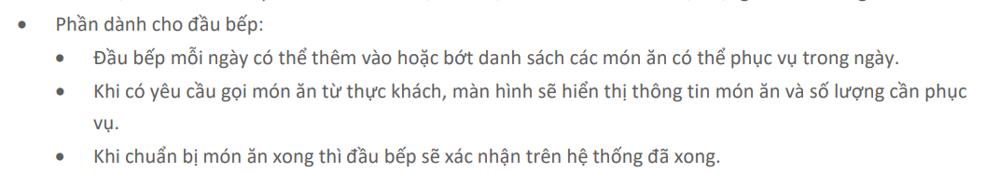 • Phần dành cho đầu bếp:
• Đầu bếp mỗi ngày có thể thêm vào hoặc bớt danh sách các món ăn có thể phục vụ trong ngày.
• Khi có yêu cầu gọi món ăn từ thực khách, màn hình sẽ hiển thị thông tin món ăn và số lượng cần phục
vụ.
• Khi chuẩn bị món ăn xong thì đầu bếp sẽ xác nhận trên hệ thống đã xong.